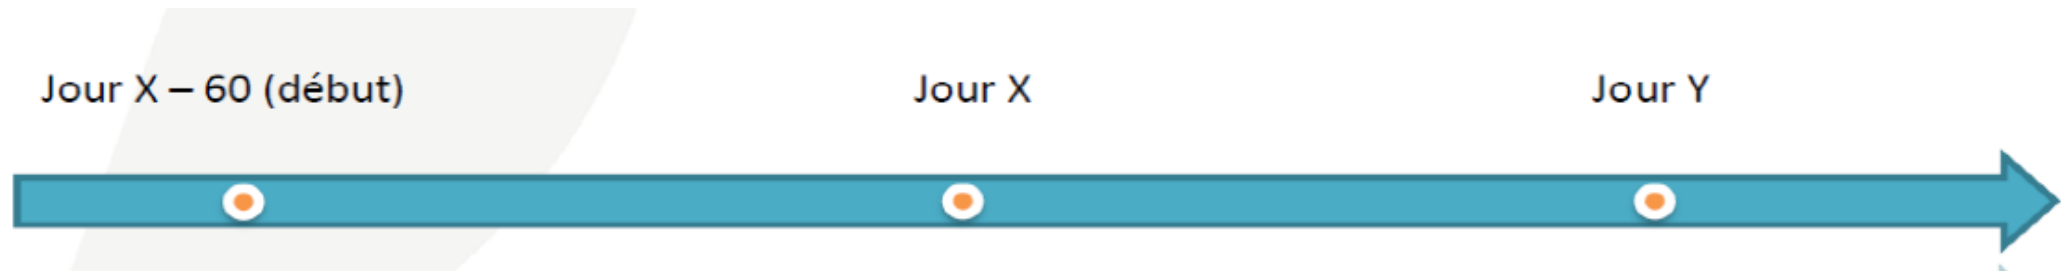 Jour X – 60 (début) Jour X Jour Y